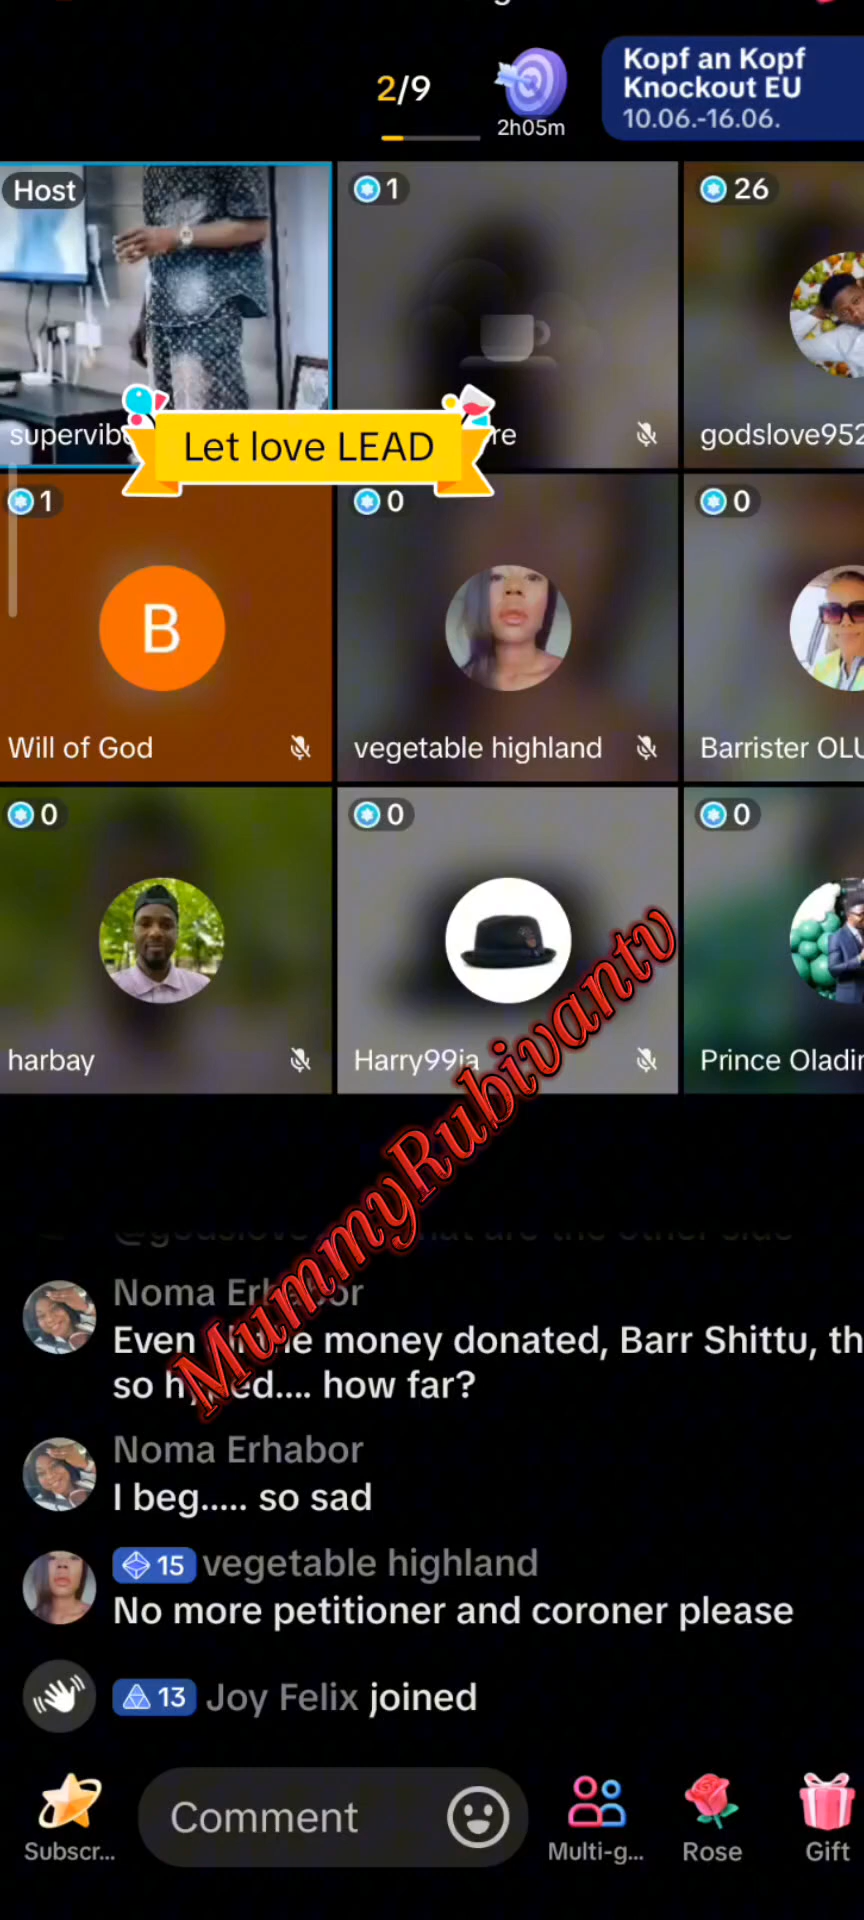 2/9
2h05m
Kopf an Kopf
Knockout EU
10.06.-16.06.
Host
1
26
Let love LEAD
godslove952
1
0
0
B
Will of God
vegetable highland
Barrister OLU
0
0
0
harbay
Harry99ja
Prince Oladi
MummyRubivantv
Noma Erhabor
Even the money donated, Barr Shittu, th
so hyped.... how far?
Noma Erhabor
I beg..... so sad
15 vegetable highland
No more petitioner and coroner please
13 Joy Felix joined
Subscr...
Comment
Multi-g...
Rose
Gift